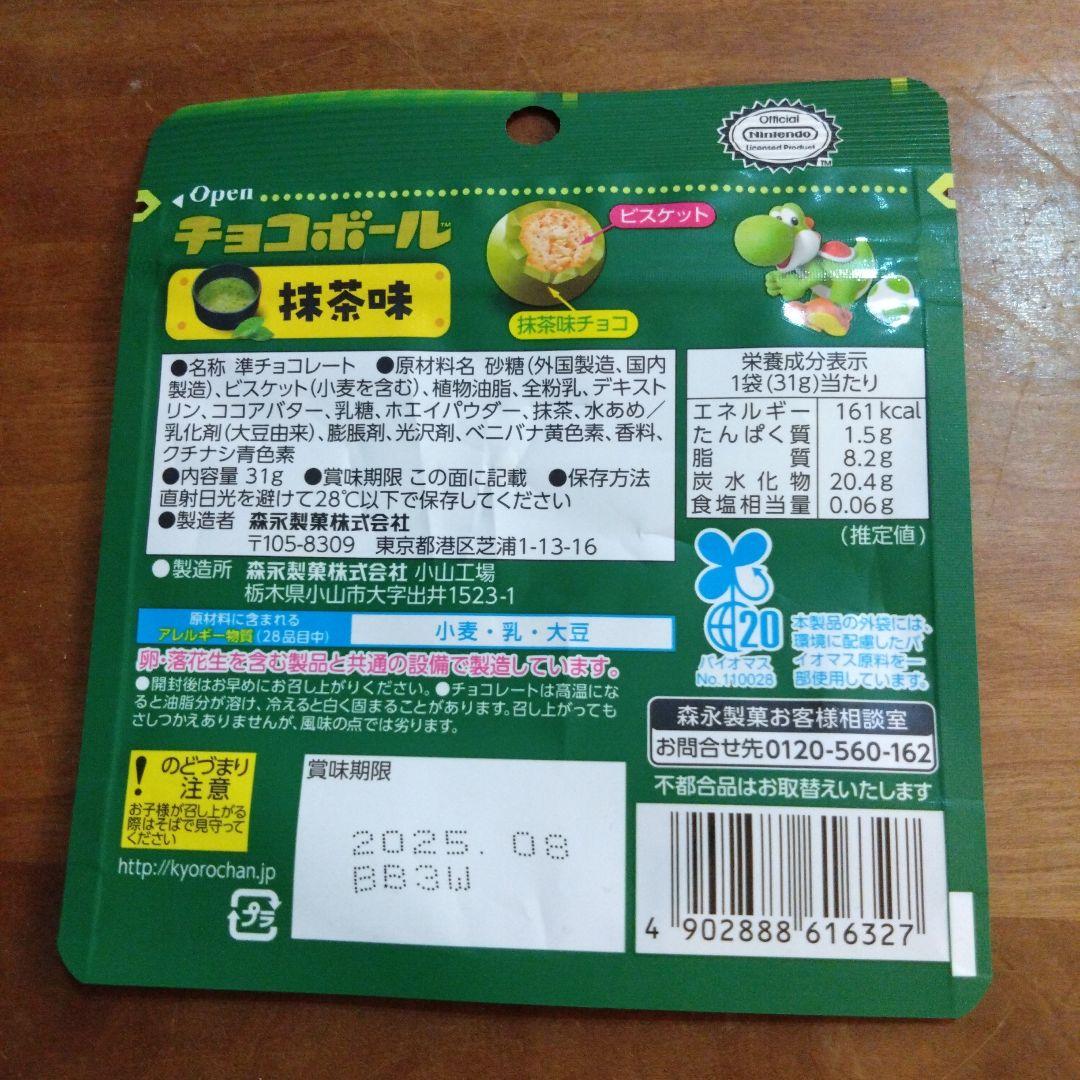 Official
Nintendo
Licensed Product
TM
Open
チョコボール™
ビスケット
抹茶味
抹茶味チョコ
●名称 準チョコレート ●原材料名 砂糖(外国製造、国内
製造)、ビスケット(小麦を含む)、植物油脂、全粉乳、デキスト
リン、ココアバター、乳糖、ホエイパウダー、抹茶、水あめ/
乳化剤(大豆由来)、膨脹剤、光沢剤、ベニバナ黄色素、香料、
クチナシ青色素
●内容量 31g ●賞味期限 この面に記載 ●保存方法
直射日光を避けて28℃以下で保存してください
●製造者 森永製菓株式会社
〒105-8309 東京都港区芝浦1-13-16
●製造所 森永製菓株式会社 小山工場
栃木県小山市大字出井1523-1
栄養成分表示
1袋(31g)当たり
エネルギー 161kcal
たんぱく質 1.5g
脂質 8.2g
炭水化物 20.4g
食塩相当量 0.06g
(推定値)
原材料に含まれる
アレルギー物質(28品目中)
小麦・乳・大豆
卵・落花生を含む製品と共通の設備で製造しています。
●開封後はお早めにお召し上がりください。●チョコレートは高温にな
ると油脂分が溶け、冷えると白く固まることがあります。召し上がっても
さしつかえありませんが、風味の点では劣ります。
20
バイオマス
No.110028
本製品の外袋には、
環境に配慮したバ
イオマス原料を一
部使用しています。
森永製菓お客様相談室
お問合せ先0120-560-162
不都合品はお取替えいたします
!
のどづまり
注意
お子様が召し上がる
際はそばで見守って
ください
http://kyorochan.jp
プラ
賞味期限
2025.08
BB3W
4 902888 616327